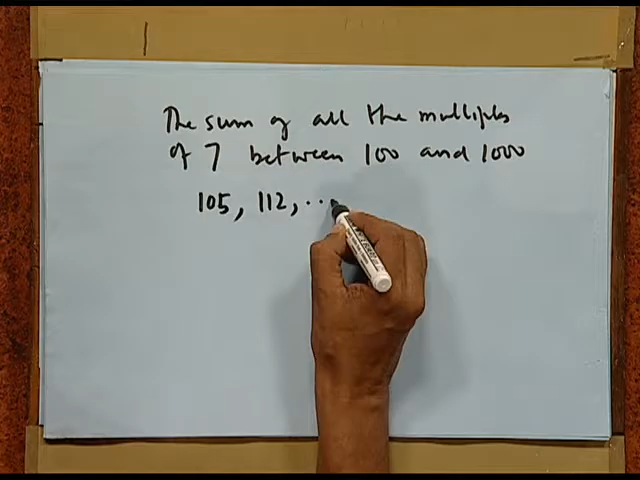 The sum of all the multiples
of 7 between 100 and 1000
105, 112, ...